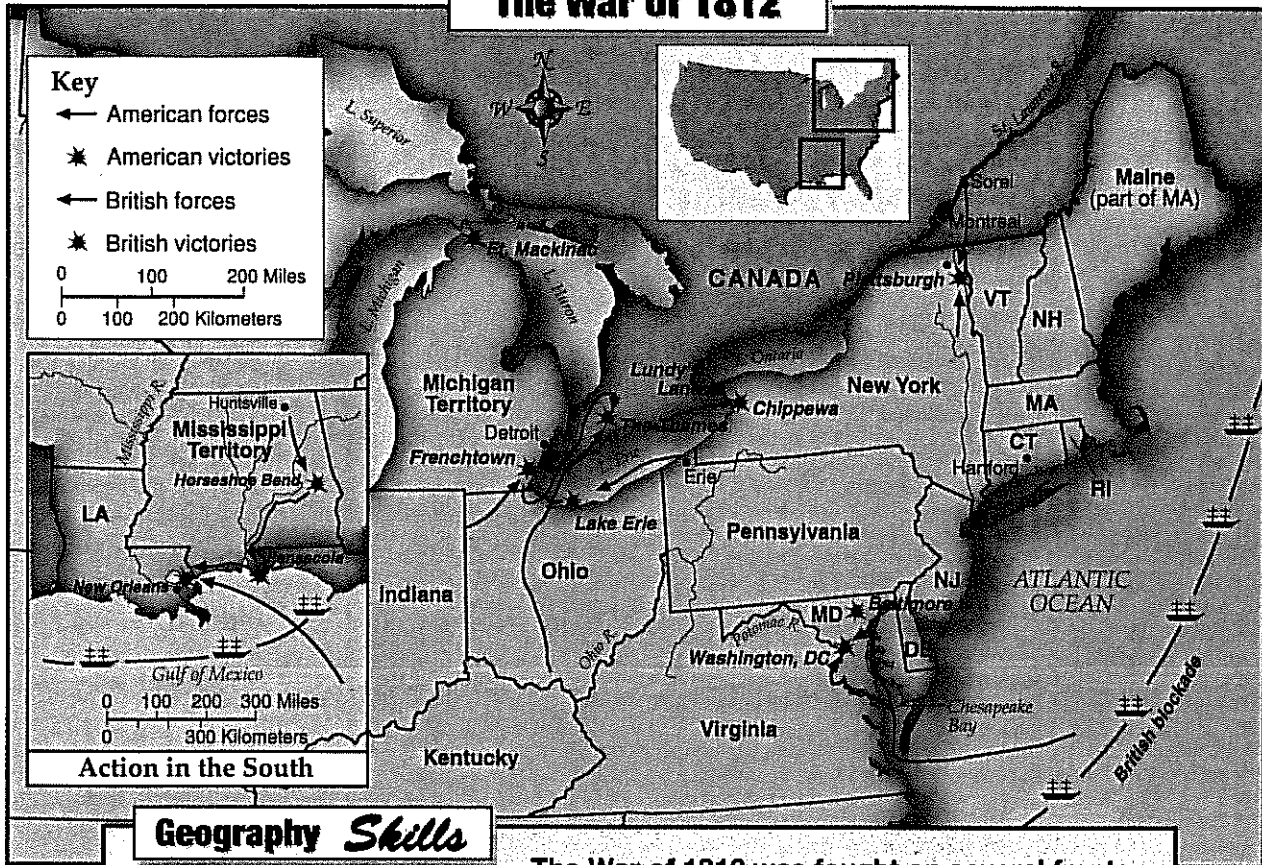 The War of 1812
Key
American forces
American victories
British forces
British victories
0 100 200 Miles
0 100 200 Kilometers
N
W E
S
L. Superior
St. Lawrence R.
Sorel
Montreal
Maine
(part of MA)
Ft. Mackinac
L. Michigan
L. Huron
CANADA
Plattsburgh
VT
NH
Ontario
Lundy
Lane
New York
Michigan
Territory
Chippewa
MA
The Thames
Detroit
CT
Hartford
Frenchtown
Erie
RI
Lake Erie
Pennsylvania
Ohio
Indiana
NJ
ATLANTIC
OCEAN
MD
Baltimore
Potomac R.
Ohio R.
Washington, DC
Chesapeake
Bay
Virginia
Kentucky
British blockade
Huntsville
Mississippi R.
Mississippi
Territory
Horseshoe Bend
LA
Pensacola
New Orleans
Gulf of Mexico
0 100 200 300 Miles
0 300 Kilometers
Action in the South
Geography Skills
The War of 1812 was fought on several fronts